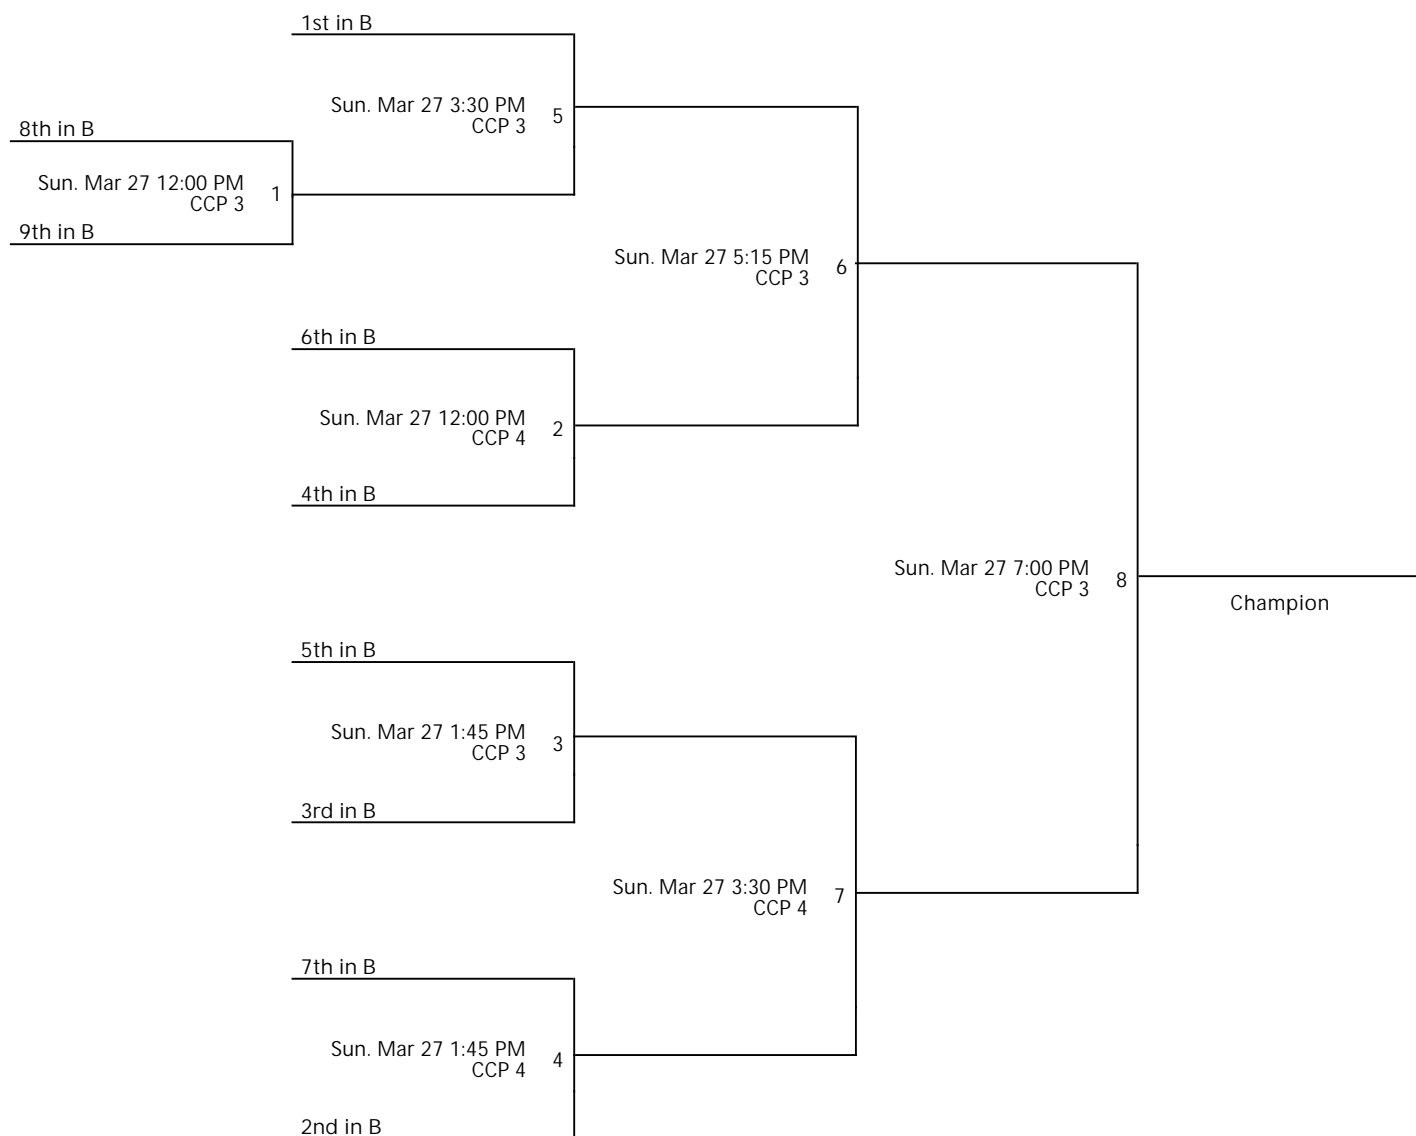 1st in B
Sun. Mar 27 3:30 PM
CCP 3
5
8th in B
Sun. Mar 27 12:00 PM
CCP 3
1
9th in B
Sun. Mar 27 5:15 PM
CCP 3
6
6th in B
Sun. Mar 27 12:00 PM
CCP 4
2
4th in B
Sun. Mar 27 7:00 PM
CCP 3
8
Champion
5th in B
Sun. Mar 27 1:45 PM
CCP 3
3
3rd in B
Sun. Mar 27 3:30 PM
CCP 4
7
7th in B
Sun. Mar 27 1:45 PM
CCP 4
4
2nd in B